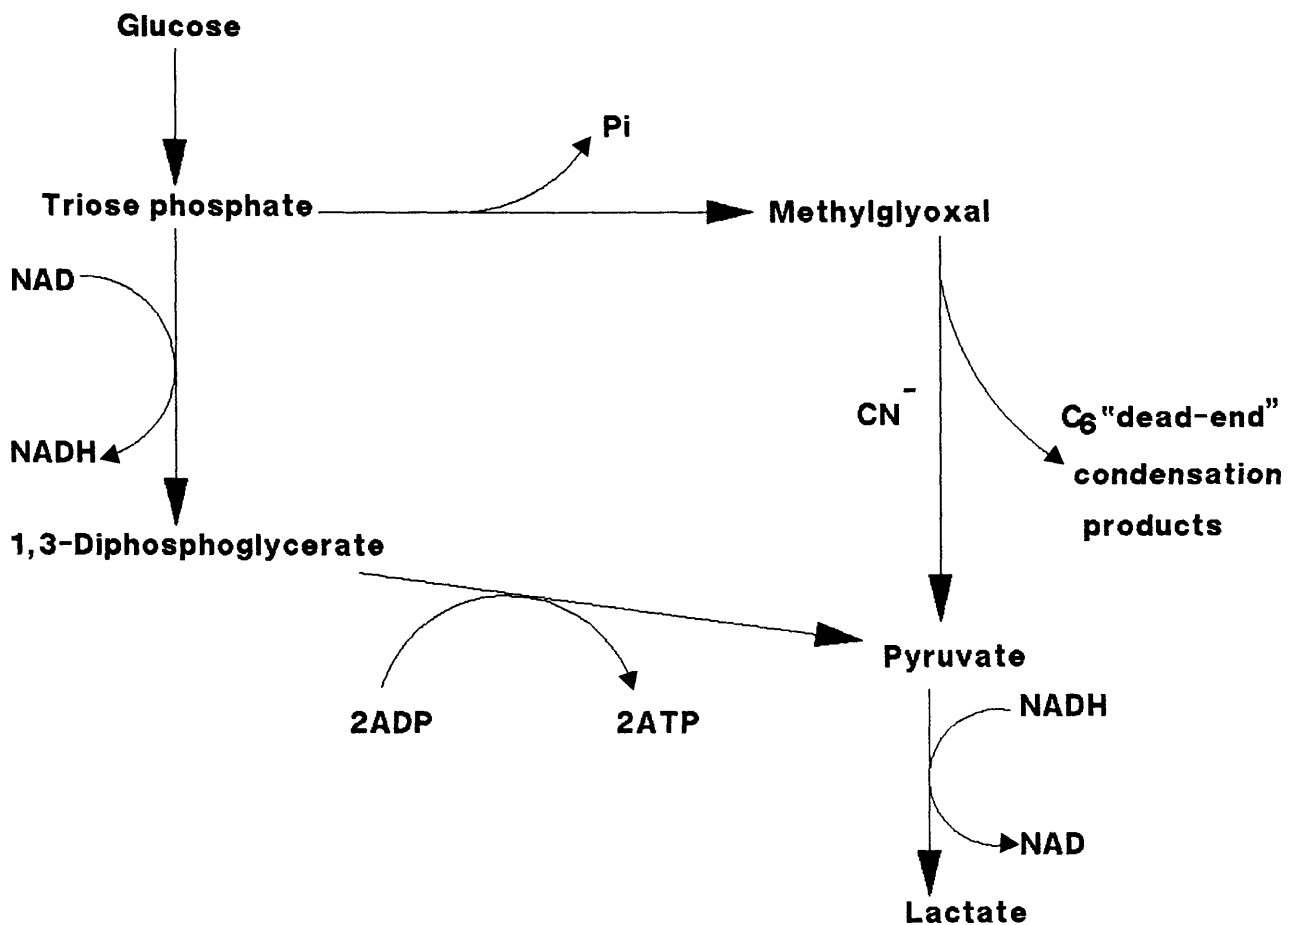 Glucose
Pi
Triose phosphate
Methylglyoxal
NAD
CN⁻
C₆ "dead-end"
condensation
products
NADH
1,3-Diphosphoglycerate
Pyruvate
2ADP
2ATP
NADH
NAD
Lactate